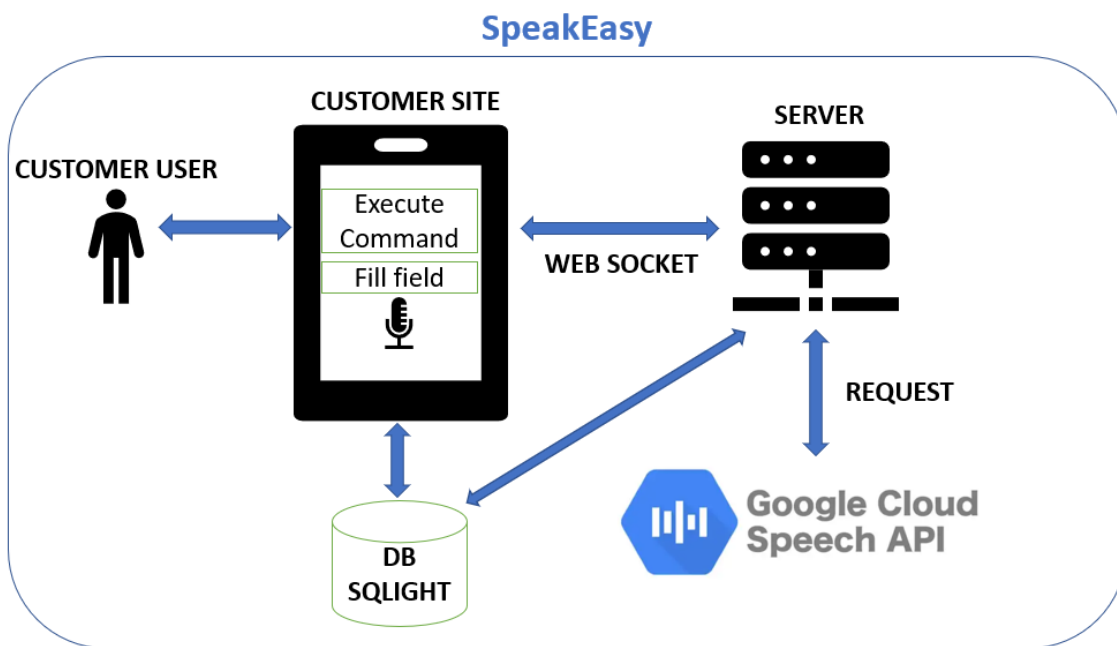 SpeakEasy
CUSTOMER SITE
SERVER
CUSTOMER USER
Execute
Command
Fill field
WEB SOCKET
REQUEST
Google Cloud
Speech API
DB
SQLIGHT